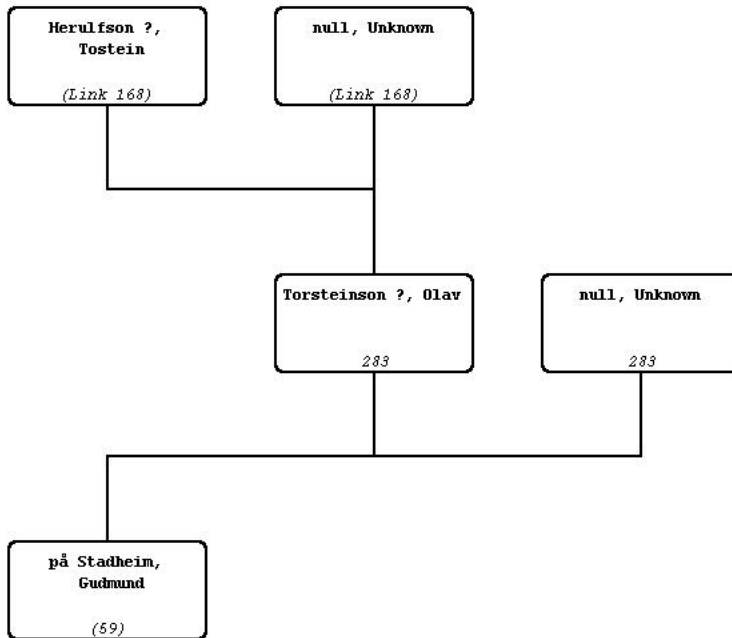 Herulfson ?,
Tostein
(Link 168)
null, Unknown
(Link 168)
Torsteinson ?, Olav
283
null, Unknown
283
på Stadheim,
Gudmund
(59)